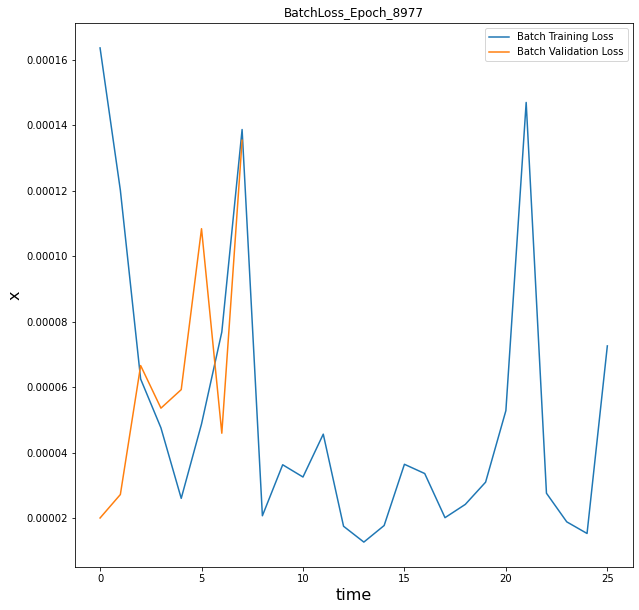 BatchLoss_Epoch_8977
Batch Training Loss
Batch Validation Loss
0.00016
0.00014
0.00012
0.00010
0.00008
0.00006
0.00004
0.00002
x
0 5 10 15 20 25
time